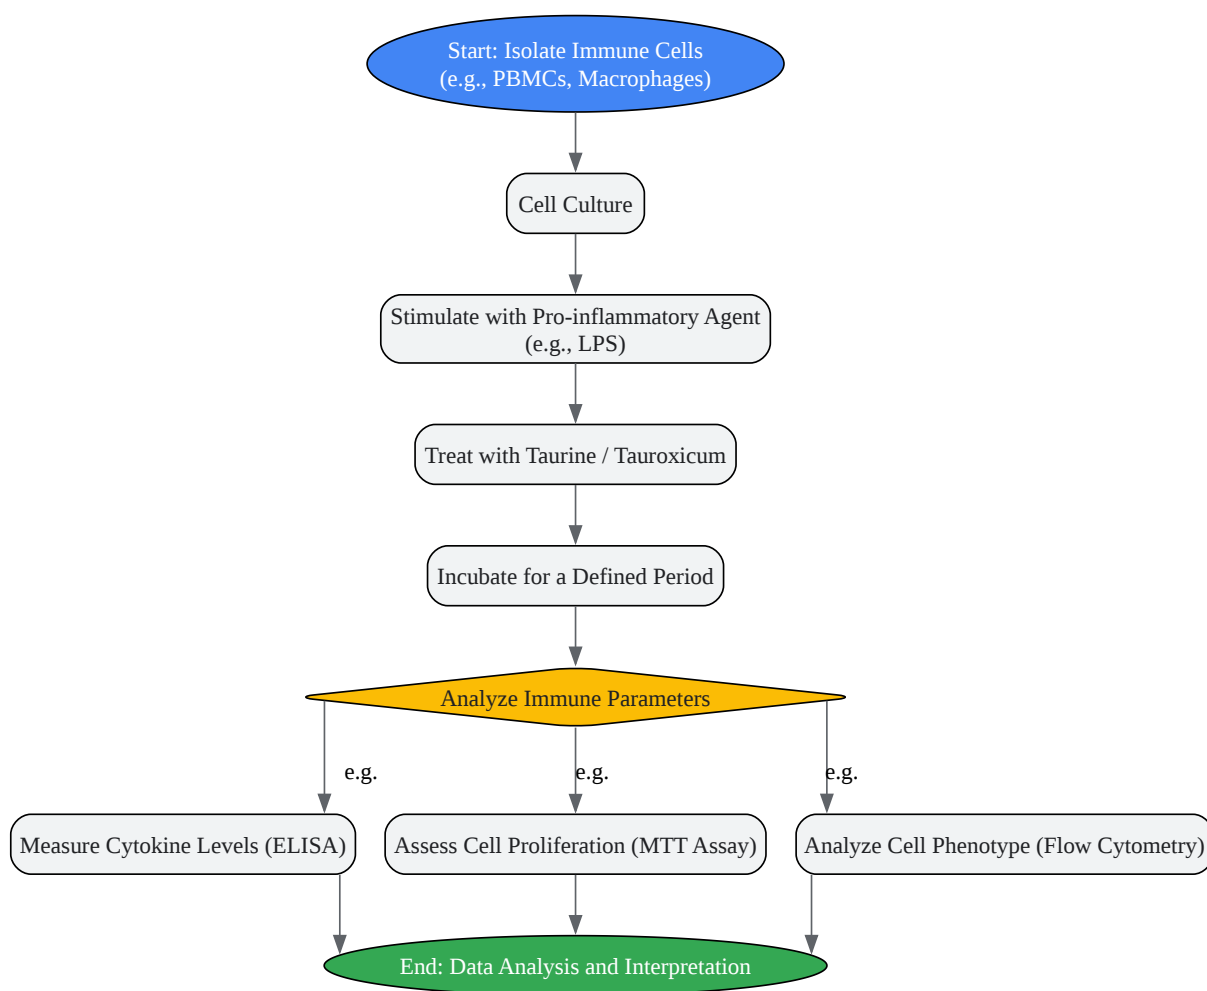 Start: Isolate Immune Cells
(e.g., PBMCs, Macrophages)
Cell Culture
Stimulate with Pro-inflammatory Agent
(e.g., LPS)
Treat with Taurine / Tauroxicum
Incubate for a Defined Period
Analyze Immune Parameters
e.g.
e.g.
e.g.
Measure Cytokine Levels (ELISA)
Assess Cell Proliferation (MTT Assay)
Analyze Cell Phenotype (Flow Cytometry)
End: Data Analysis and Interpretation